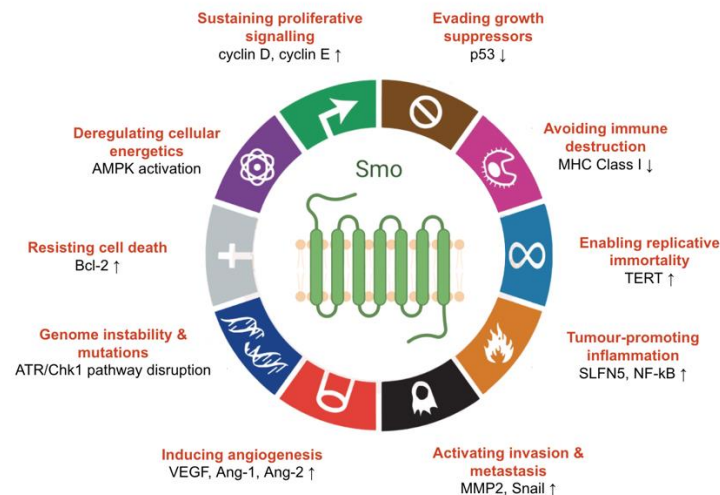 Sustaining proliferative
signalling
cyclin D, cyclin E ↑
Evading growth
suppressors
p53 ↓
Deregulating cellular
energetics
AMPK activation
Avoiding immune
destruction
MHC Class I ↓
Smo
Resisting cell death
Bcl-2 ↑
Enabling replicative
immortality
TERT ↑
Genome instability &
mutations
ATR/Chk1 pathway disruption
Tumour-promoting
inflammation
SLFN5, NF-kB ↑
Inducing angiogenesis
VEGF, Ang-1, Ang-2 ↑
Activating invasion &
metastasis
MMP2, Snail ↑